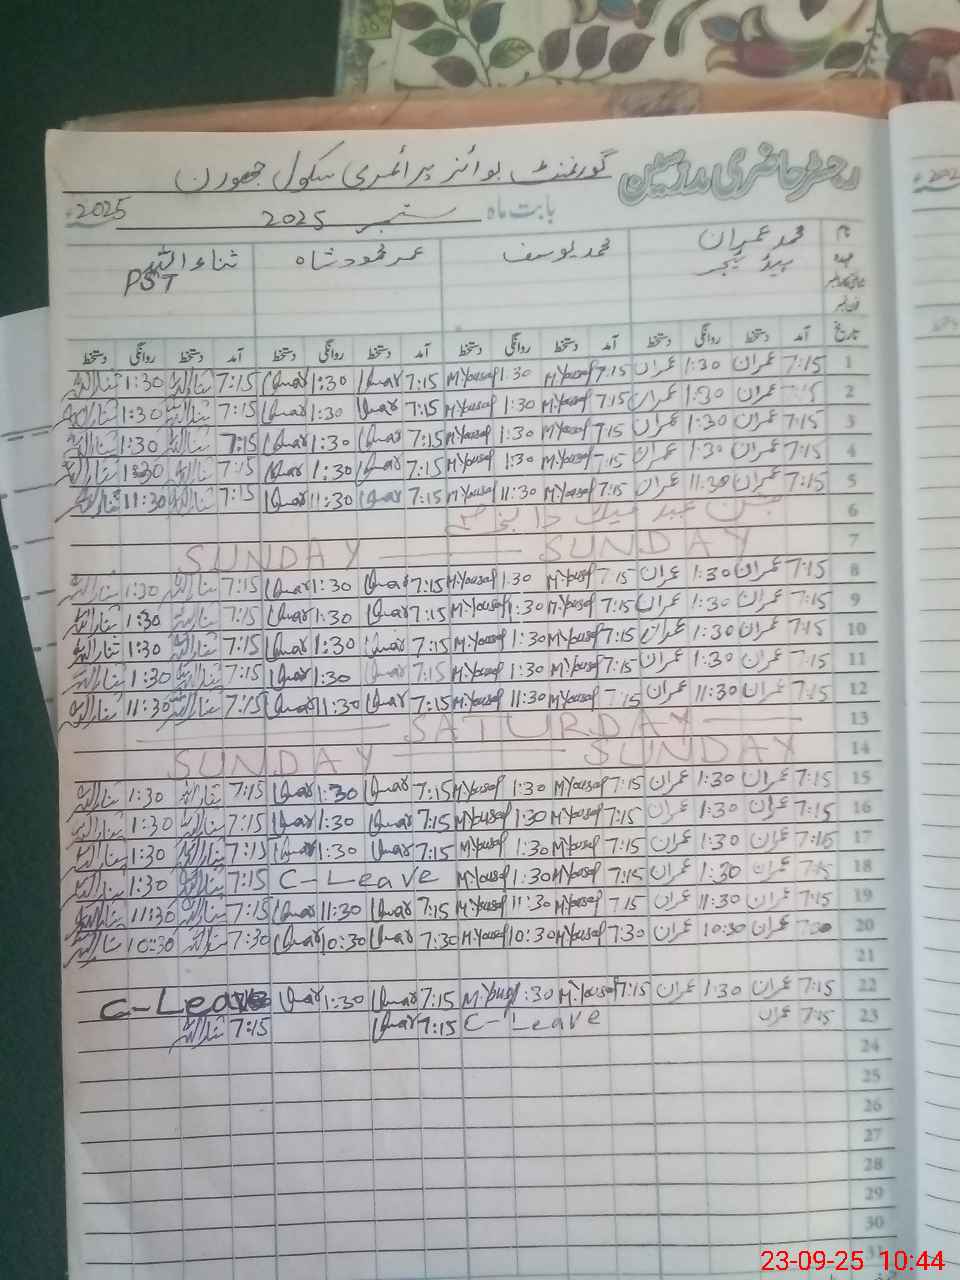 رجسٹر حاضری مدرسین گورنمنٹ بوائز پرائمری سکول جھورن
بابت ماہ ستمبر 2025 2025ء
نام محمد عمران محمد یوسف عمر محمود شاہ ثناء اللہ
عہدہ ہیڈ ٹیچر PST
تاریخ آمد دستخط روانگی دستخط آمد دستخط روانگی دستخط آمد دستخط روانگی دستخط آمد دستخط روانگی دستخط
1 7:15 عمران 1:30 عمران 7:15 M.Yousaf 1:30 M.Yousaf 7:15 Umar 1:30 Umar 7:15 ثناء اللہ 1:30 ثناء اللہ
2 7:15 عمران 1:30 عمران 7:15 M.Yousaf 1:30 M.Yousaf 7:15 Umar 1:30 Umar 7:15 ثناء اللہ 1:30 ثناء اللہ
3 7:15 عمران 1:30 عمران 7:15 M.Yousaf 1:30 M.Yousaf 7:15 Umar 1:30 Umar 7:15 ثناء اللہ 1:30 ثناء اللہ
4 7:15 عمران 1:30 عمران 7:15 M.Yousaf 1:30 M.Yousaf 7:15 Umar 1:30 Umar 7:15 ثناء اللہ 1:30 ثناء اللہ
5 7:15 عمران 11:30 عمران 7:15 M.Yousaf 11:30 M.Yousaf 7:15 Umar 11:30 Umar 7:15 ثناء اللہ 11:30 ثناء اللہ
6 جشن عید میلاد
7 SUNDAY SUNDAY
8 7:15 عمران 1:30 عمران 7:15 M.Yousaf 1:30 M.Yousaf 7:15 Umar 1:30 Umar 7:15 ثناء اللہ 1:30 ثناء اللہ
9 7:15 عمران 1:30 عمران 7:15 M.Yousaf 1:30 M.Yousaf 7:15 Umar 1:30 Umar 7:15 ثناء اللہ 1:30 ثناء اللہ
10 7:15 عمران 1:30 عمران 7:15 M.Yousaf 1:30 M.Yousaf 7:15 Umar 1:30 Umar 7:15 ثناء اللہ 1:30 ثناء اللہ
11 7:15 عمران 1:30 عمران 7:15 M.Yousaf 1:30 M.Yousaf 7:15 Umar 1:30 Umar 7:15 ثناء اللہ 1:30 ثناء اللہ
12 7:15 عمران 11:30 عمران 7:15 M.Yousaf 11:30 M.Yousaf 7:15 Umar 11:30 Umar 7:15 ثناء اللہ 11:30 ثناء اللہ
13 SATURDAY
14 SUNDAY SUNDAY
15 7:15 عمران 1:30 عمران 7:15 M.Yousaf 1:30 M.Yousaf 7:15 Umar 1:30 Umar 7:15 ثناء اللہ 1:30 ثناء اللہ
16 7:15 عمران 1:30 عمران 7:15 M.Yousaf 1:30 M.Yousaf 7:15 Umar 1:30 Umar 7:15 ثناء اللہ 1:30 ثناء اللہ
17 7:15 عمران 1:30 عمران 7:15 M.Yousaf 1:30 M.Yousaf 7:15 Umar 1:30 Umar 7:15 ثناء اللہ 1:30 ثناء اللہ
18 7:15 عمران 1:30 عمران 7:15 M.Yousaf 1:30 M.Yousaf C-Leave 7:15 ثناء اللہ 1:30 ثناء اللہ
19 7:15 عمران 11:30 عمران 7:15 M.Yousaf 11:30 M.Yousaf 7:15 Umar 11:30 Umar 7:15 ثناء اللہ 11:30 ثناء اللہ
20 عمران 10:30 عمران 7:30 M.Yousaf 10:30 M.Yousaf 7:30 Umar 10:30 Umar 7:30 ثناء اللہ 10:30 ثناء اللہ
21
22 7:15 عمران 1:30 عمران 7:15 M.Yousaf :30 M.Yousaf 7:15 Umar 1:30 Umar C-Leave
23 7:15 عمران C-Leave 7:15 Umar 7:15 ثناء اللہ
24
25
26
27
28
29
30
31
23-09-25 10:44